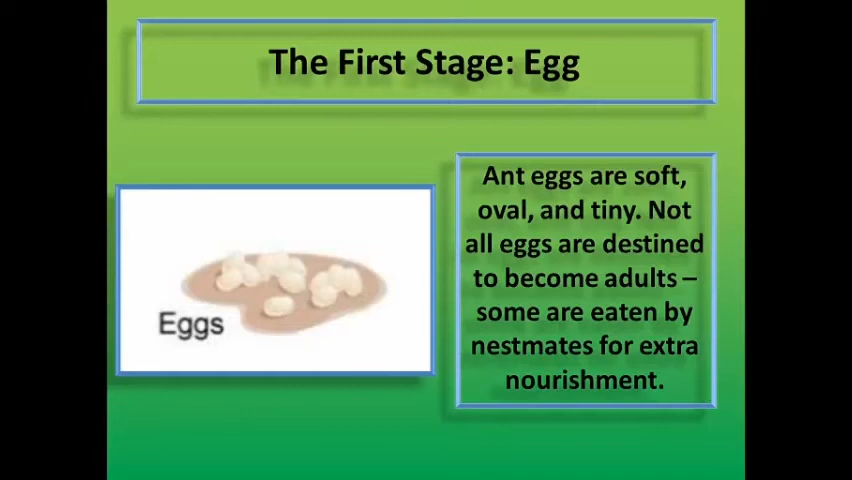 The First Stage: Egg
Eggs
Ant eggs are soft,
oval, and tiny. Not
all eggs are destined
to become adults –
some are eaten by
nestmates for extra
nourishment.